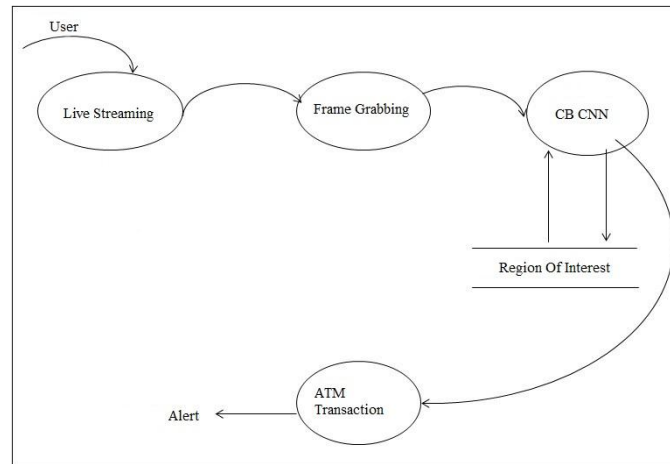 User
Live Streaming
Frame Grabbing
CB CNN
Region Of Interest
ATM
Transaction
Alert